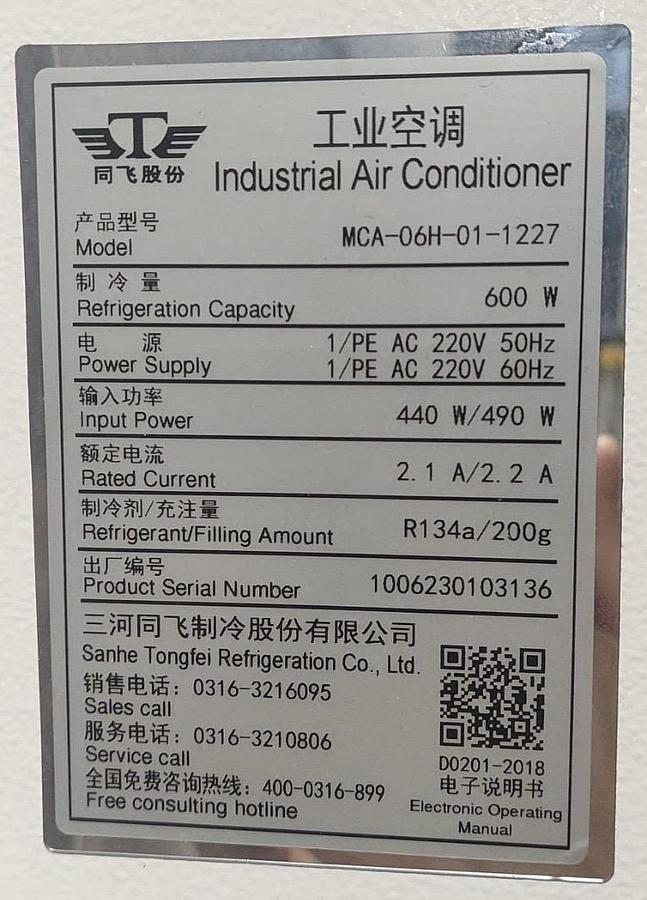 同飞股份
工业空调
Industrial Air Conditioner
产品型号
Model
MCA-06H-01-1227
制冷量
Refrigeration Capacity
600 W
电 源
Power Supply
1/PE AC 220V 50Hz
1/PE AC 220V 60Hz
输入功率
Input Power
440 W/490 W
额定电流
Rated Current
2.1 A/2.2 A
制冷剂/充注量
Refrigerant/Filling Amount
R134a/200g
出厂编号
Product Serial Number
1006230103136
三河同飞制冷股份有限公司
Sanhe Tongfei Refrigeration Co., Ltd.
销售电话：0316-3216095
Sales call
服务电话：0316-3210806
Service call
全国免费咨询热线：400-0316-899
Free consulting hotline
D0201-2018
电子说明书
Electronic Operating
Manual